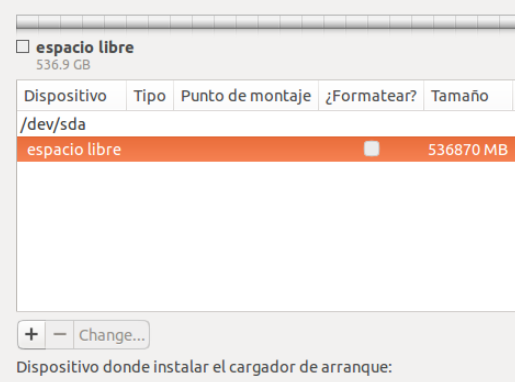 espacio libre
536.9 GB
Dispositivo Tipo Punto de montaje ¿Formatear? Tamaño
/dev/sda
espacio libre 536870 MB
+ − Change...
Dispositivo donde instalar el cargador de arranque: